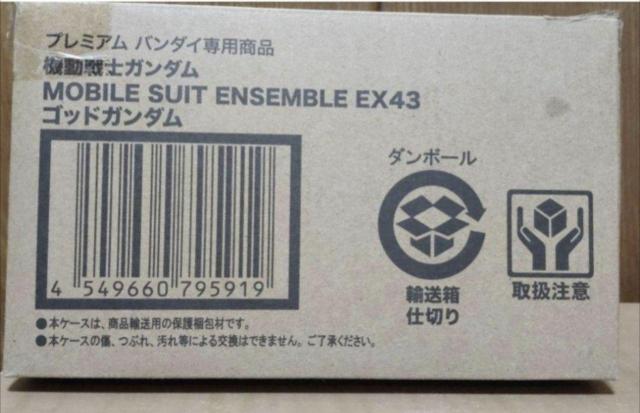 プレミアム バンダイ専用商品
機動戦士ガンダム
MOBILE SUIT ENSEMBLE EX43
ゴッドガンダム
ダンボール
4 549660 795919
輸送箱
仕切り
取扱注意
●本ケースは、商品輸送用の保護梱包材です。
●本ケースの傷、つぶれ、汚れ等による交換はできません。ご了承ください。